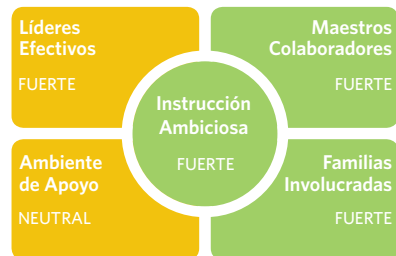 Líderes
Efectivos
FUERTE
Maestros
Colaboradores
FUERTE
Instrucción
Ambiciosa
FUERTE
Ambiente
de Apoyo
NEUTRAL
Familias
Involucradas
FUERTE